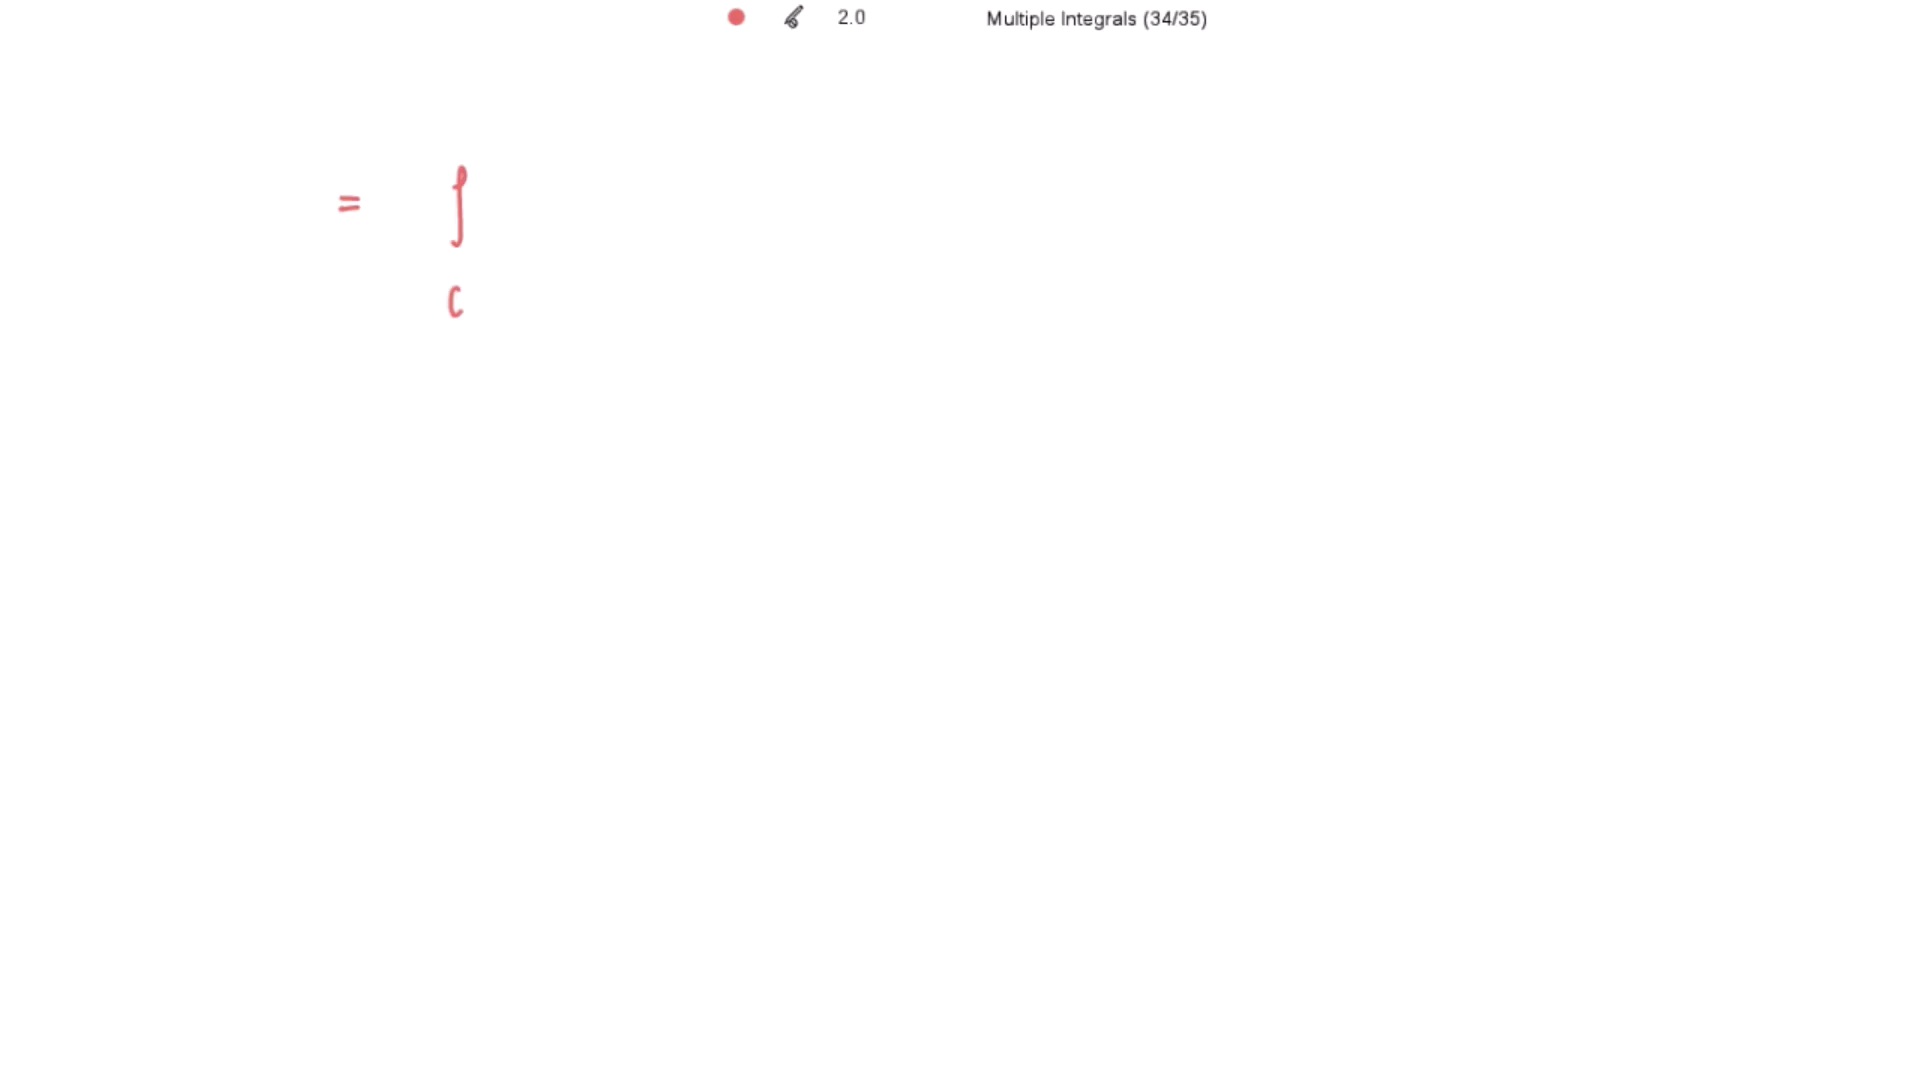 2.0 Multiple Integrals (34/35)
= ∫
C